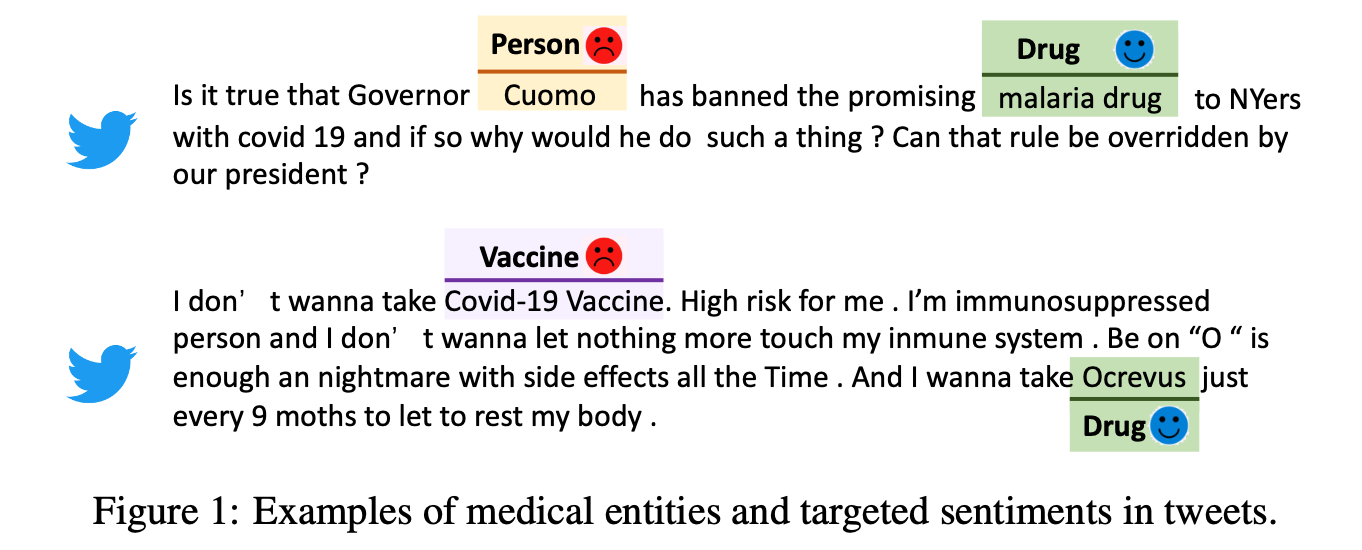 Person
Drug
Is it true that Governor Cuomo has banned the promising malaria drug to NYers
with covid 19 and if so why would he do such a thing ? Can that rule be overridden by
our president ?
Vaccine
I don’ t wanna take Covid-19 Vaccine. High risk for me . I’m immunosuppressed
person and I don’ t wanna let nothing more touch my inmune system . Be on “O “ is
enough an nightmare with side effects all the Time . And I wanna take Ocrevus just
every 9 moths to let to rest my body .
Drug
Figure 1: Examples of medical entities and targeted sentiments in tweets.